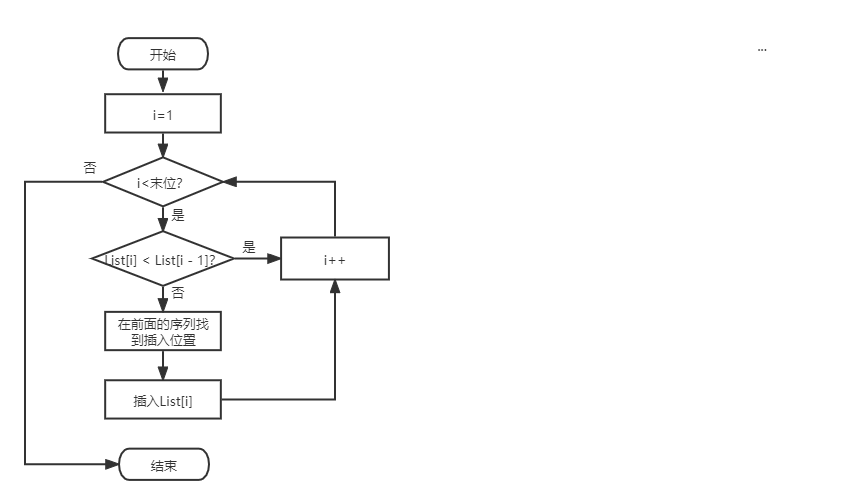 开始
...
i=1
否
i<末位?
是
List[i] < List[i - 1]?
是
i++
否
在前面的序列找
到插入位置
插入List[i]
结束